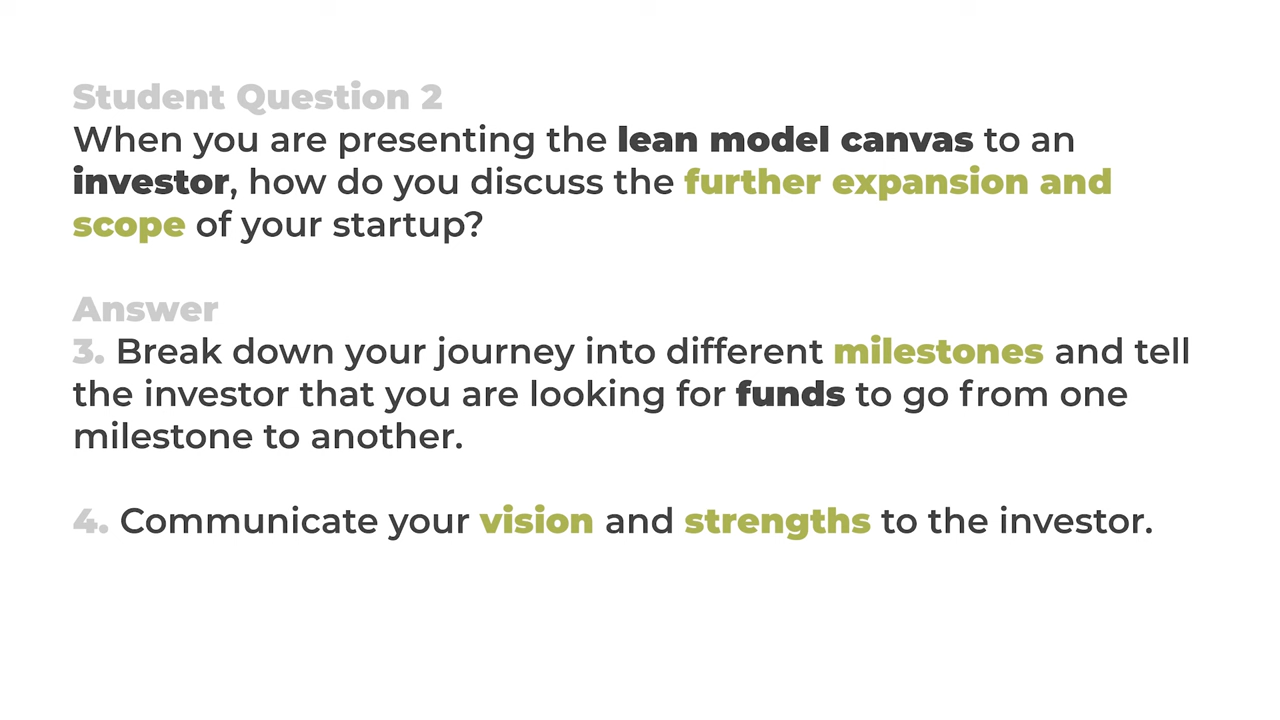 Student Question 2
When you are presenting the lean model canvas to an
investor, how do you discuss the further expansion and
scope of your startup?
Answer
3. Break down your journey into different milestones and tell
the investor that you are looking for funds to go from one
milestone to another.
4. Communicate your vision and strengths to the investor.